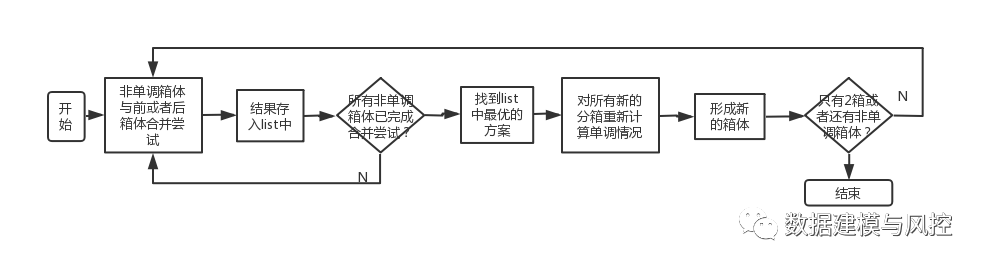 开
始
非单调箱体
与前或者后
箱体合并尝
试
结果存
入list中
所有非单调
箱体已完成
合并尝试？
N
找到list
中最优的
方案
对所有新的
分箱重新计
算单调情况
形成新
的箱体
只有2箱或
者还有非单
调箱体？
N
结束
数据建模与风控